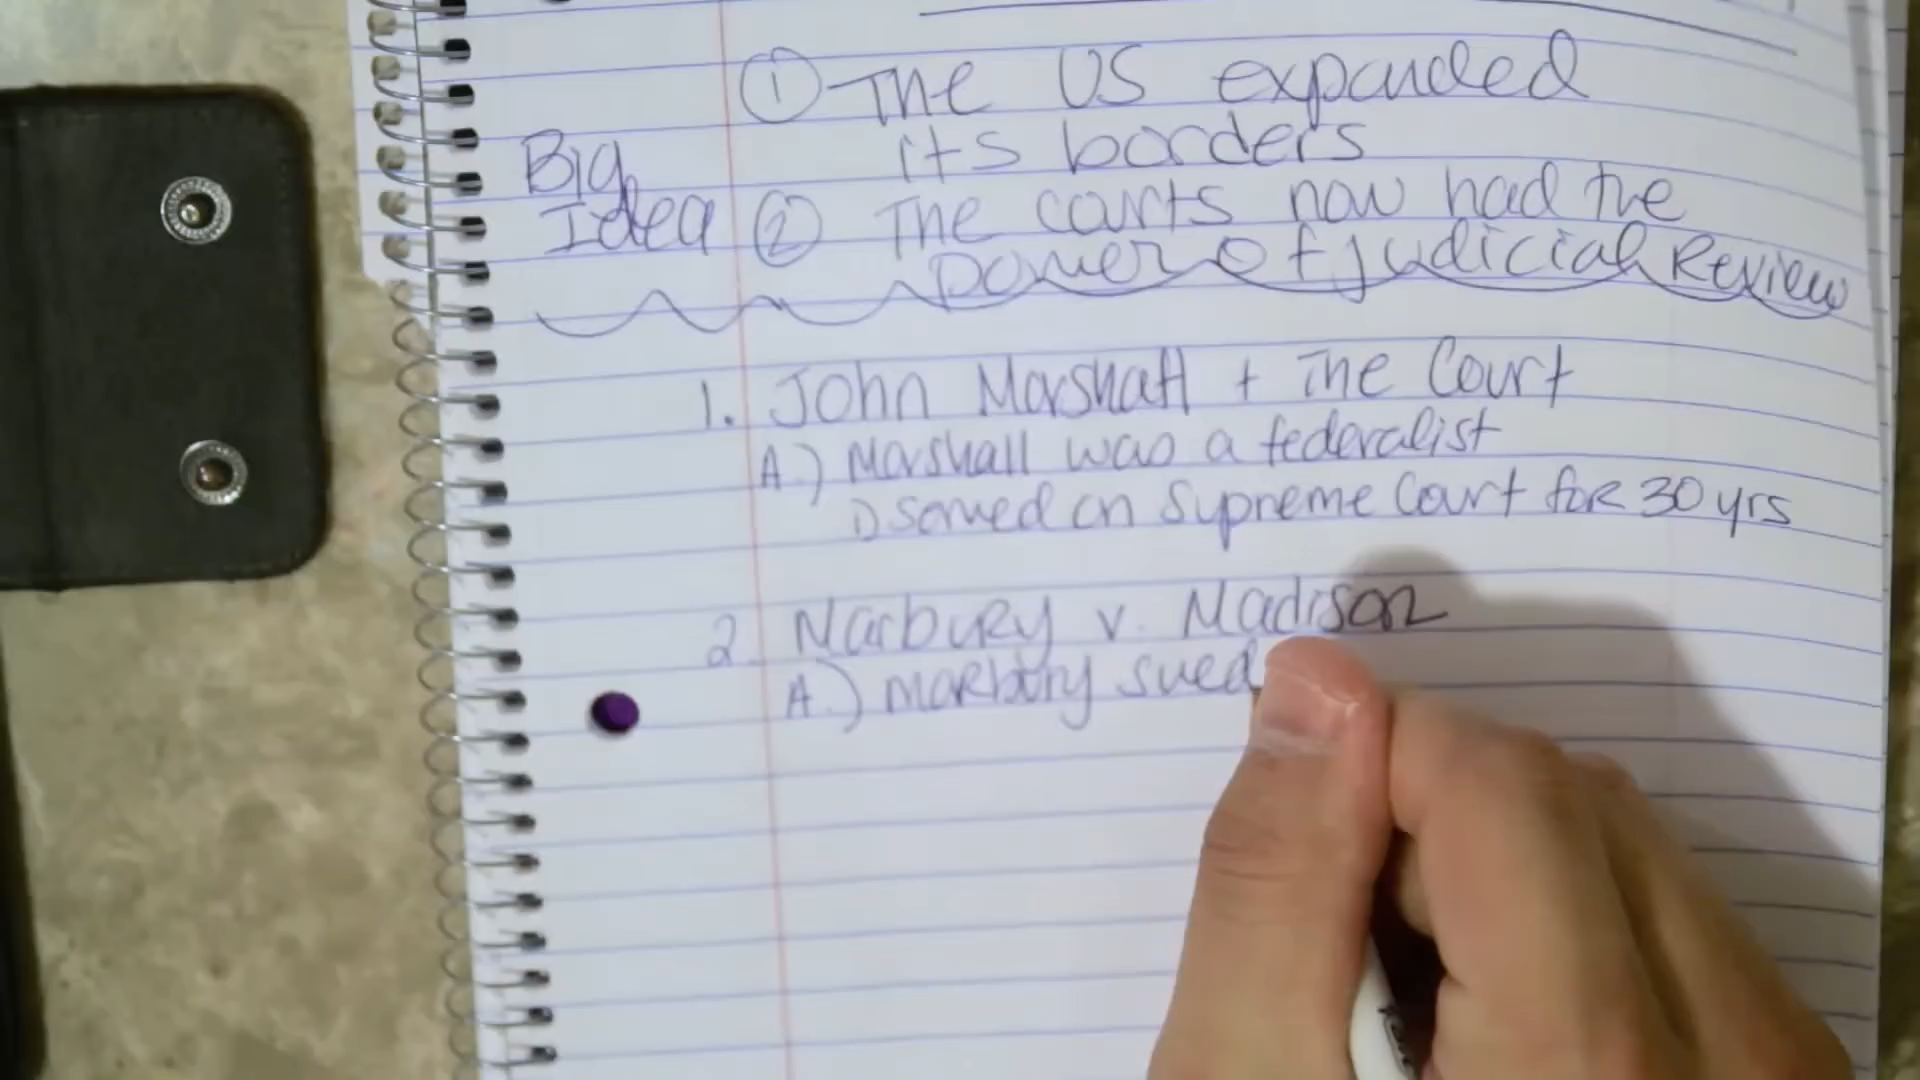 ① The US expanded
its borders
Big
Idea ② The courts now had the
power of judicial Review
1. John Marshall + The Court
A.) Marshall was a federalist
1) served on Supreme Court for 30 yrs
2. Marbury v. Madison
A.) Marbury sued